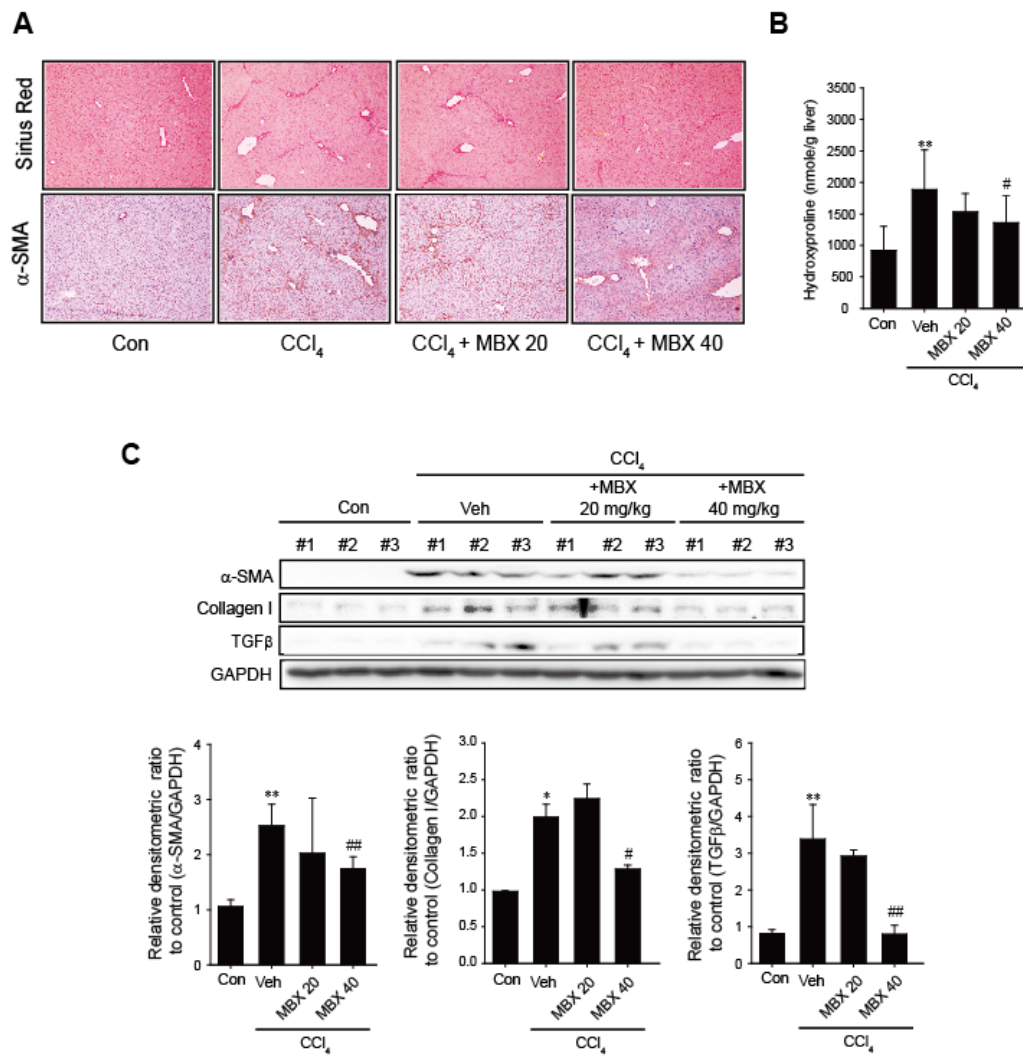 A
Sirius Red
α-SMA
Con
CCl₄
CCl₄ + MBX 20
CCl₄ + MBX 40
B
Hydroxyproline (nmole/g liver)
3500
3000
2500
2000
1500
1000
500
0
**
#
Con
Veh
MBX 20
MBX 40
CCl₄
C
CCl₄
Con
Veh
+MBX
20 mg/kg
+MBX
40 mg/kg
#1 #2 #3 #1 #2 #3 #1 #2 #3 #1 #2 #3
α-SMA
Collagen I
TGFβ
GAPDH
Relative densitometric ratio
to control (α-SMA/GAPDH)
4
3
2
1
0
**
##
Con
Veh
MBX 20
MBX 40
CCl₄
Relative densitometric ratio
to control (Collagen I/GAPDH)
3.0
2.5
2.0
1.5
1.0
0.5
0.0
*
#
Con
Veh
MBX 20
MBX 40
CCl₄
Relative densitometric ratio
to control (TGFβ/GAPDH)
6
5
4
3
2
1
0
**
##
Con
Veh
MBX 20
MBX 40
CCl₄